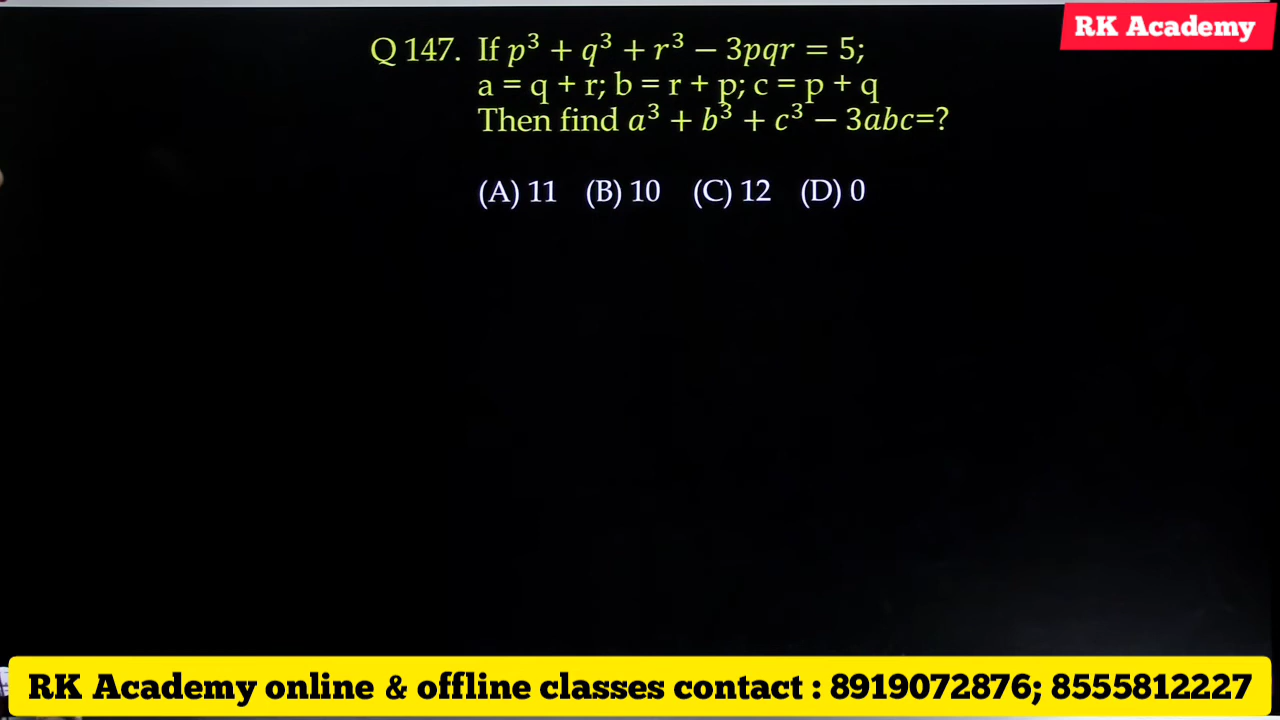 RK Academy
Q 147. If p³ + q³ + r³ − 3pqr = 5;
a = q + r; b = r + p; c = p + q
Then find a³ + b³ + c³ − 3abc=?
(A) 11 (B) 10 (C) 12 (D) 0
RK Academy online & offline classes contact : 8919072876; 8555812227